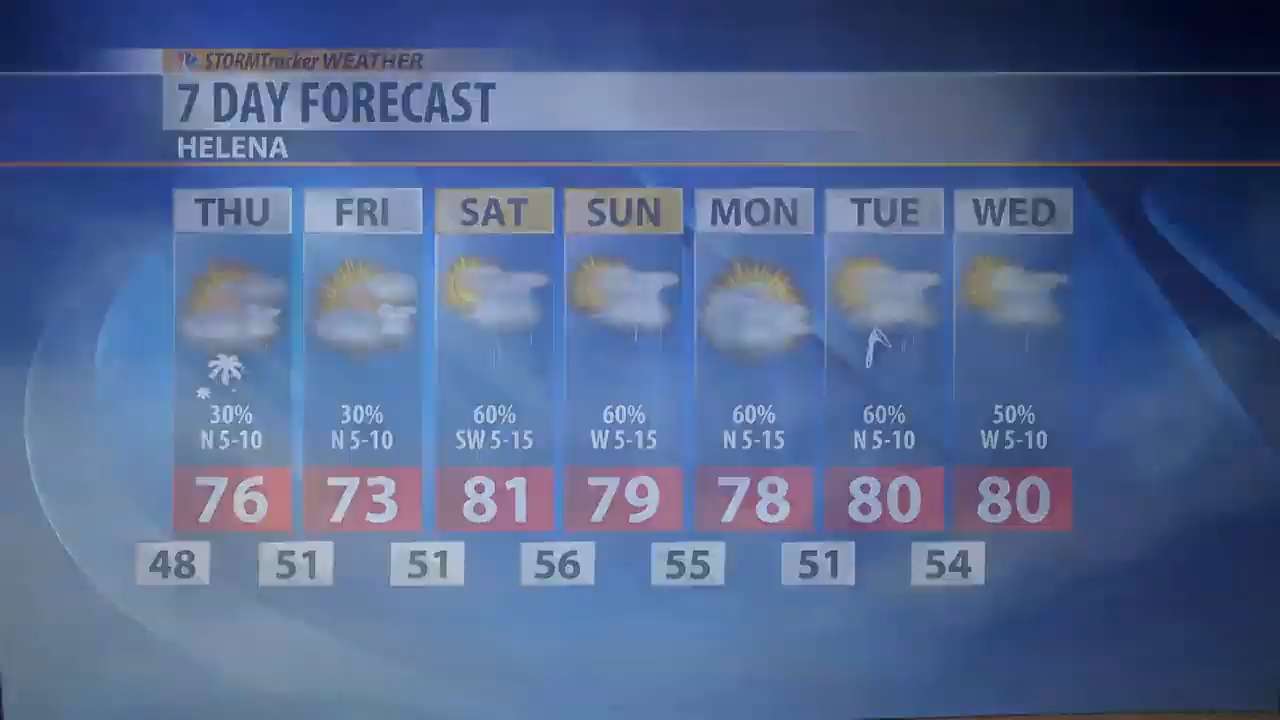 STORMTracker WEATHER
7 DAY FORECAST
HELENA
THU FRI SAT SUN MON TUE WED
30% 30% 60% 60% 60% 60% 50%
N 5-10 N 5-10 SW 5-15 W 5-15 N 5-15 N 5-10 W 5-10
76 73 81 79 78 80 80
48 51 51 56 55 51 54